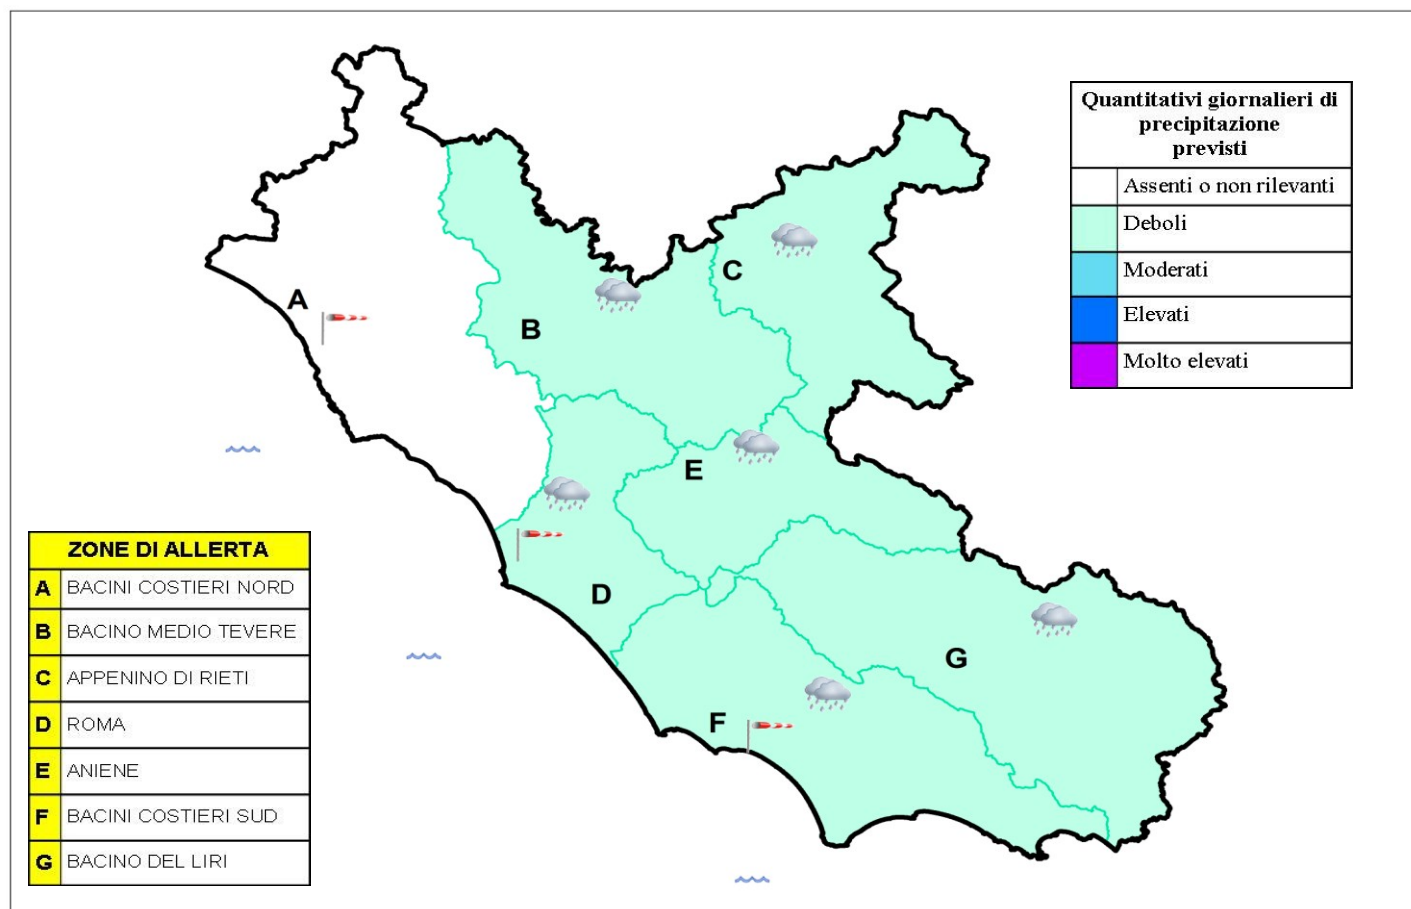 Quantitativi giornalieri di
precipitazione
previsti
Assenti o non rilevanti
Deboli
Moderati
Elevati
Molto elevati
C
A
B
E
D
G
F
ZONE DI ALLERTA
A BACINI COSTIERI NORD
B BACINO MEDIO TEVERE
C APPENINO DI RIETI
D ROMA
E ANIENE
F BACINI COSTIERI SUD
G BACINO DEL LIRI